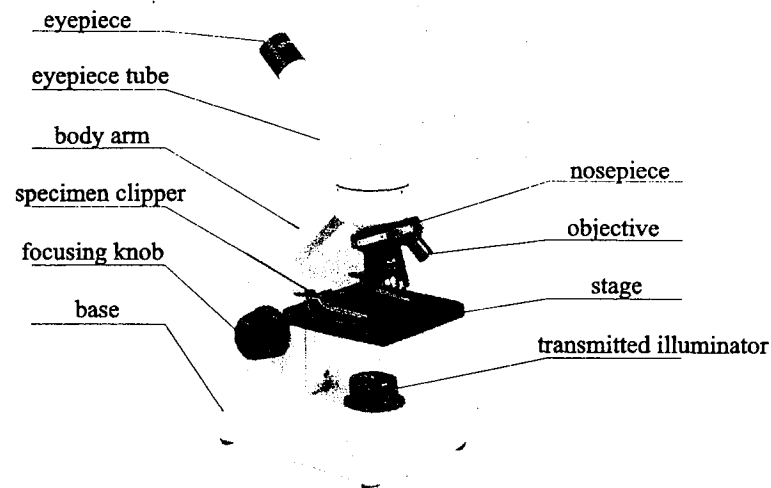 eyepiece
eyepiece tube
body arm
specimen clipper
focusing knob
base
nosepiece
objective
stage
transmitted illuminator